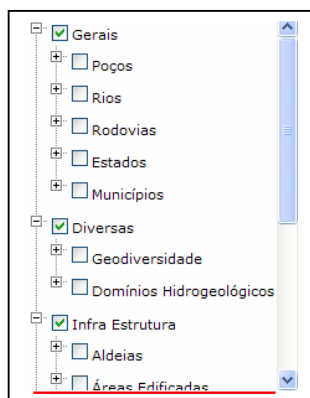 Gerais
Poços
Rios
Rodovias
Estados
Municípios
Diversas
Geodiversidade
Domínios Hidrogeológicos
Infra Estrutura
Aldeias
Áreas Edificadas